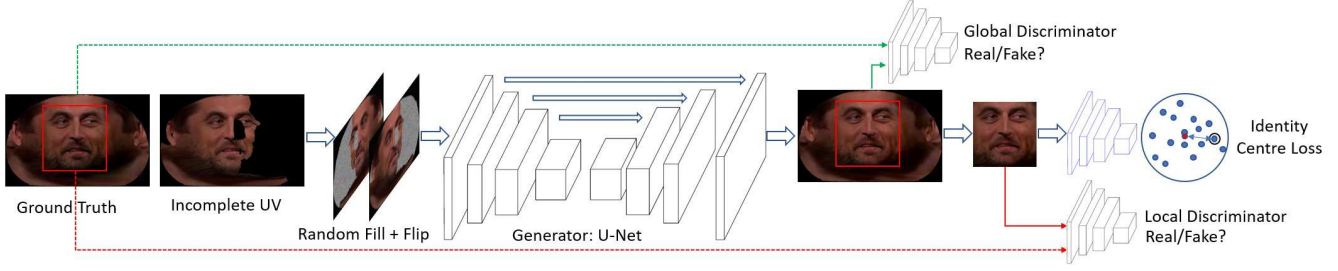 Global Discriminator
Real/Fake?
Identity
Centre Loss
Ground Truth
Incomplete UV
Random Fill + Flip
Generator: U-Net
Local Discriminator
Real/Fake?